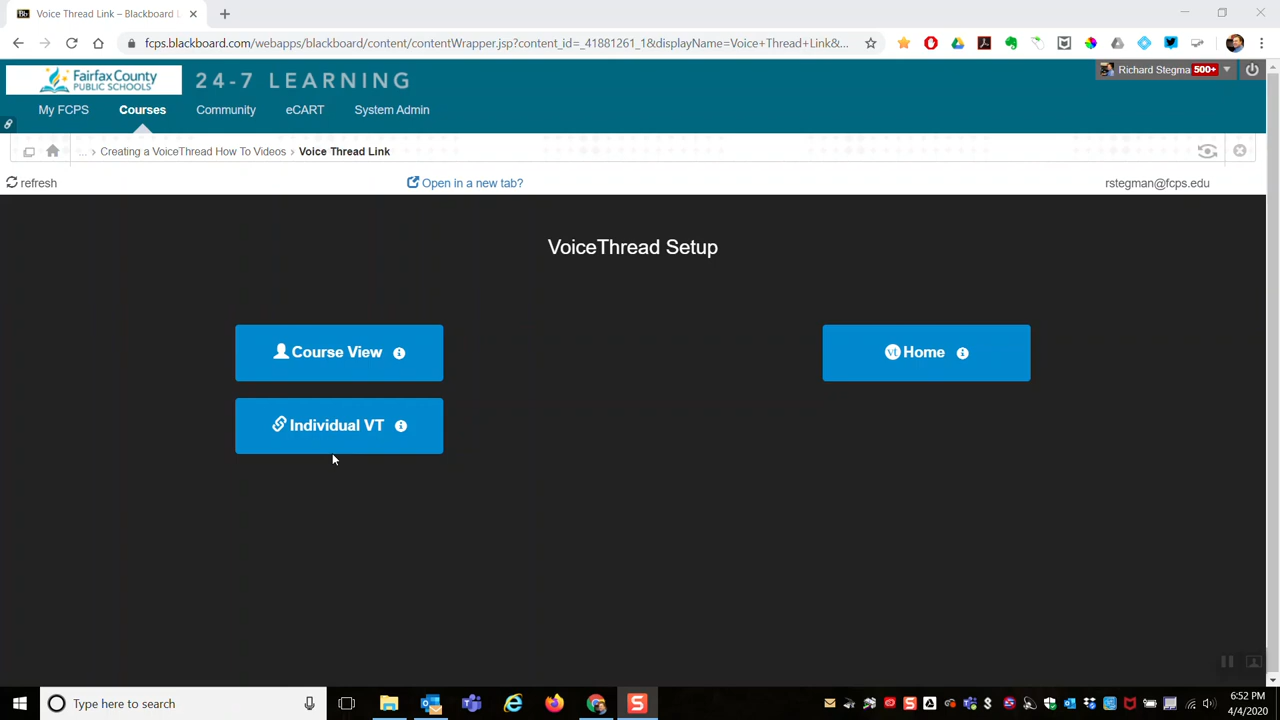 Voice Thread Link – Blackboard L
fcps.blackboard.com/webapps/blackboard/content/contentWrapper.jsp?content_id=_41881261_1&displayName=Voice+Thread+Link&...
Fairfax County
PUBLIC SCHOOLS
24-7 LEARNING
Richard Stegma 500+
My FCPS Courses Community eCART System Admin
... > Creating a VoiceThread How To Videos > Voice Thread Link
refresh Open in a new tab? rstegman@fcps.edu
VoiceThread Setup
Course View
vt Home
Individual VT
Type here to search
6:52 PM
4/4/2020